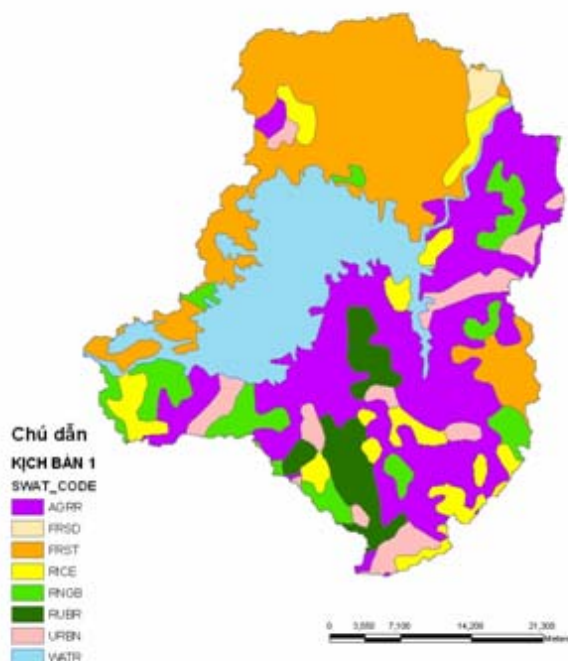 Chú dẫn
KỊCH BẢN 1
SWAT_CODE
AGRR
FRSD
FRST
RICE
RNGB
RUBR
URBN
WATR
0 3,550 7,100 14,200 21,300
Meters